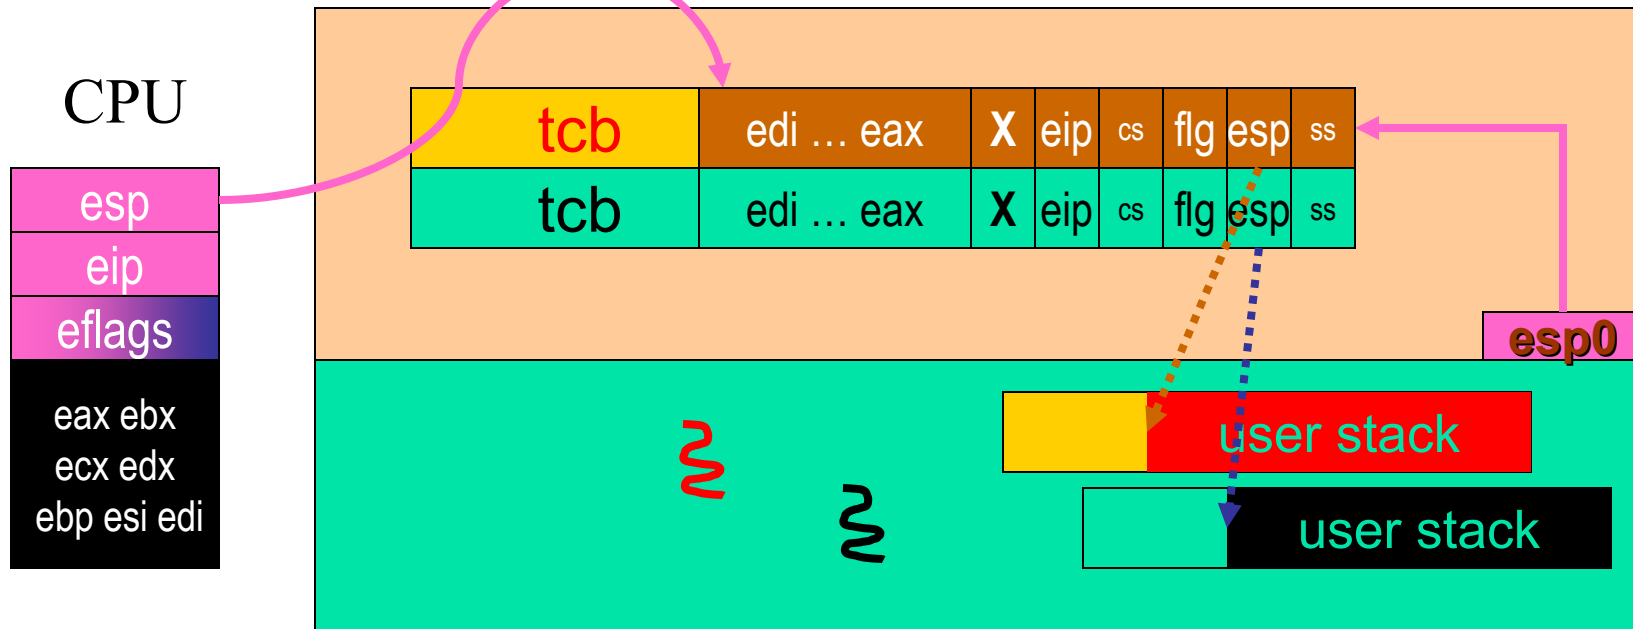 CPU
esp
eip
eflags
eax ebx
ecx edx
ebp esi edi
tcb edi … eax X eip cs flg esp ss
tcb edi … eax X eip cs flg esp ss
esp0
user stack
user stack